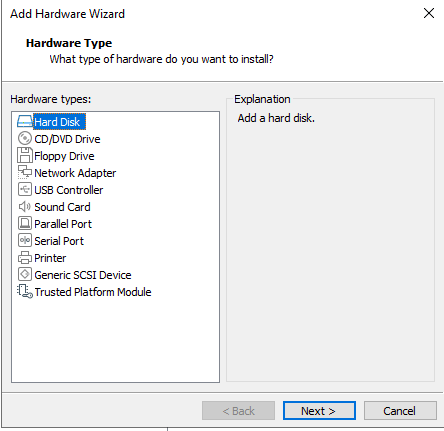 Add Hardware Wizard
Hardware Type
What type of hardware do you want to install?
Hardware types:
Hard Disk
CD/DVD Drive
Floppy Drive
Network Adapter
USB Controller
Sound Card
Parallel Port
Serial Port
Printer
Generic SCSI Device
Trusted Platform Module
Explanation
Add a hard disk.
< Back
Next >
Cancel